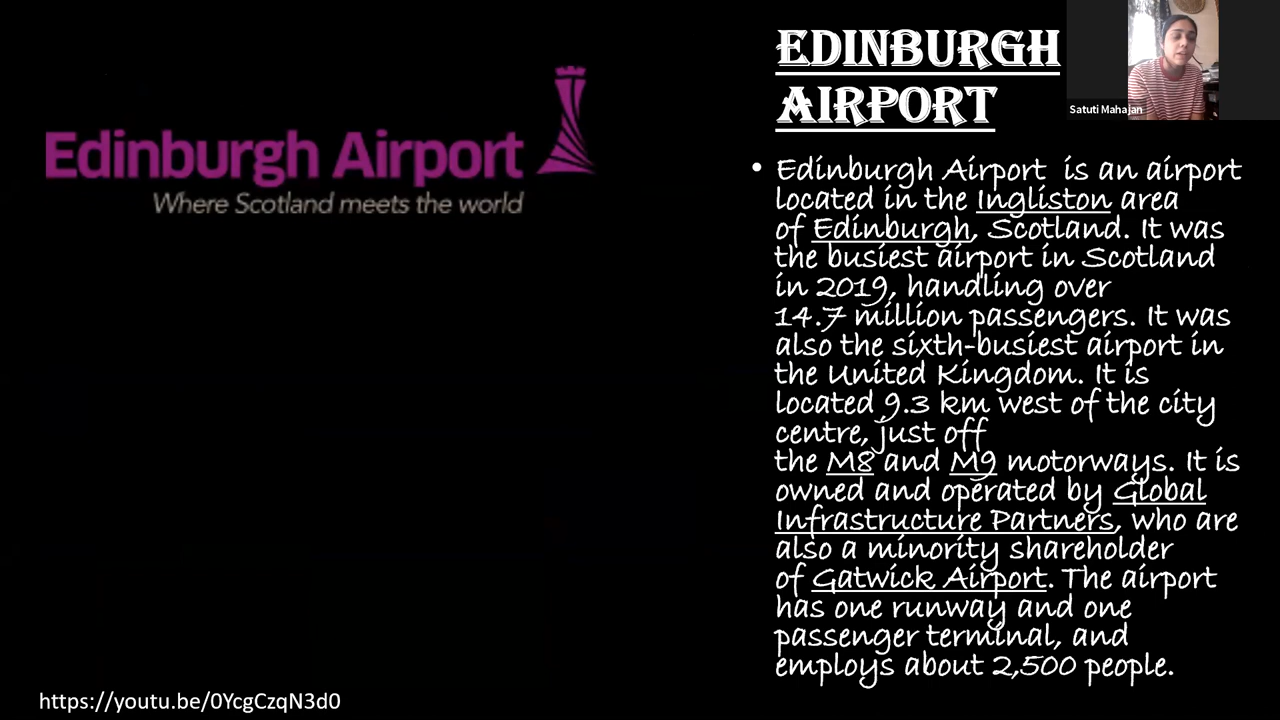 Edinburgh Airport
Where Scotland meets the world
EDINBURGH
AIRPORT
Satuti Mahajan
• Edinburgh Airport is an airport
located in the Ingliston area
of Edinburgh, Scotland. It was
the busiest airport in Scotland
in 2019, handling over
14.7 million passengers. It was
also the sixth-busiest airport in
the United Kingdom. It is
located 9.3 km west of the city
centre, just off
the M8 and M9 motorways. It is
owned and operated by Global
Infrastructure Partners, who are
also a minority shareholder
of Gatwick Airport. The airport
has one runway and one
passenger terminal, and
employs about 2,500 people.
https://youtu.be/0YcgCzqN3d0